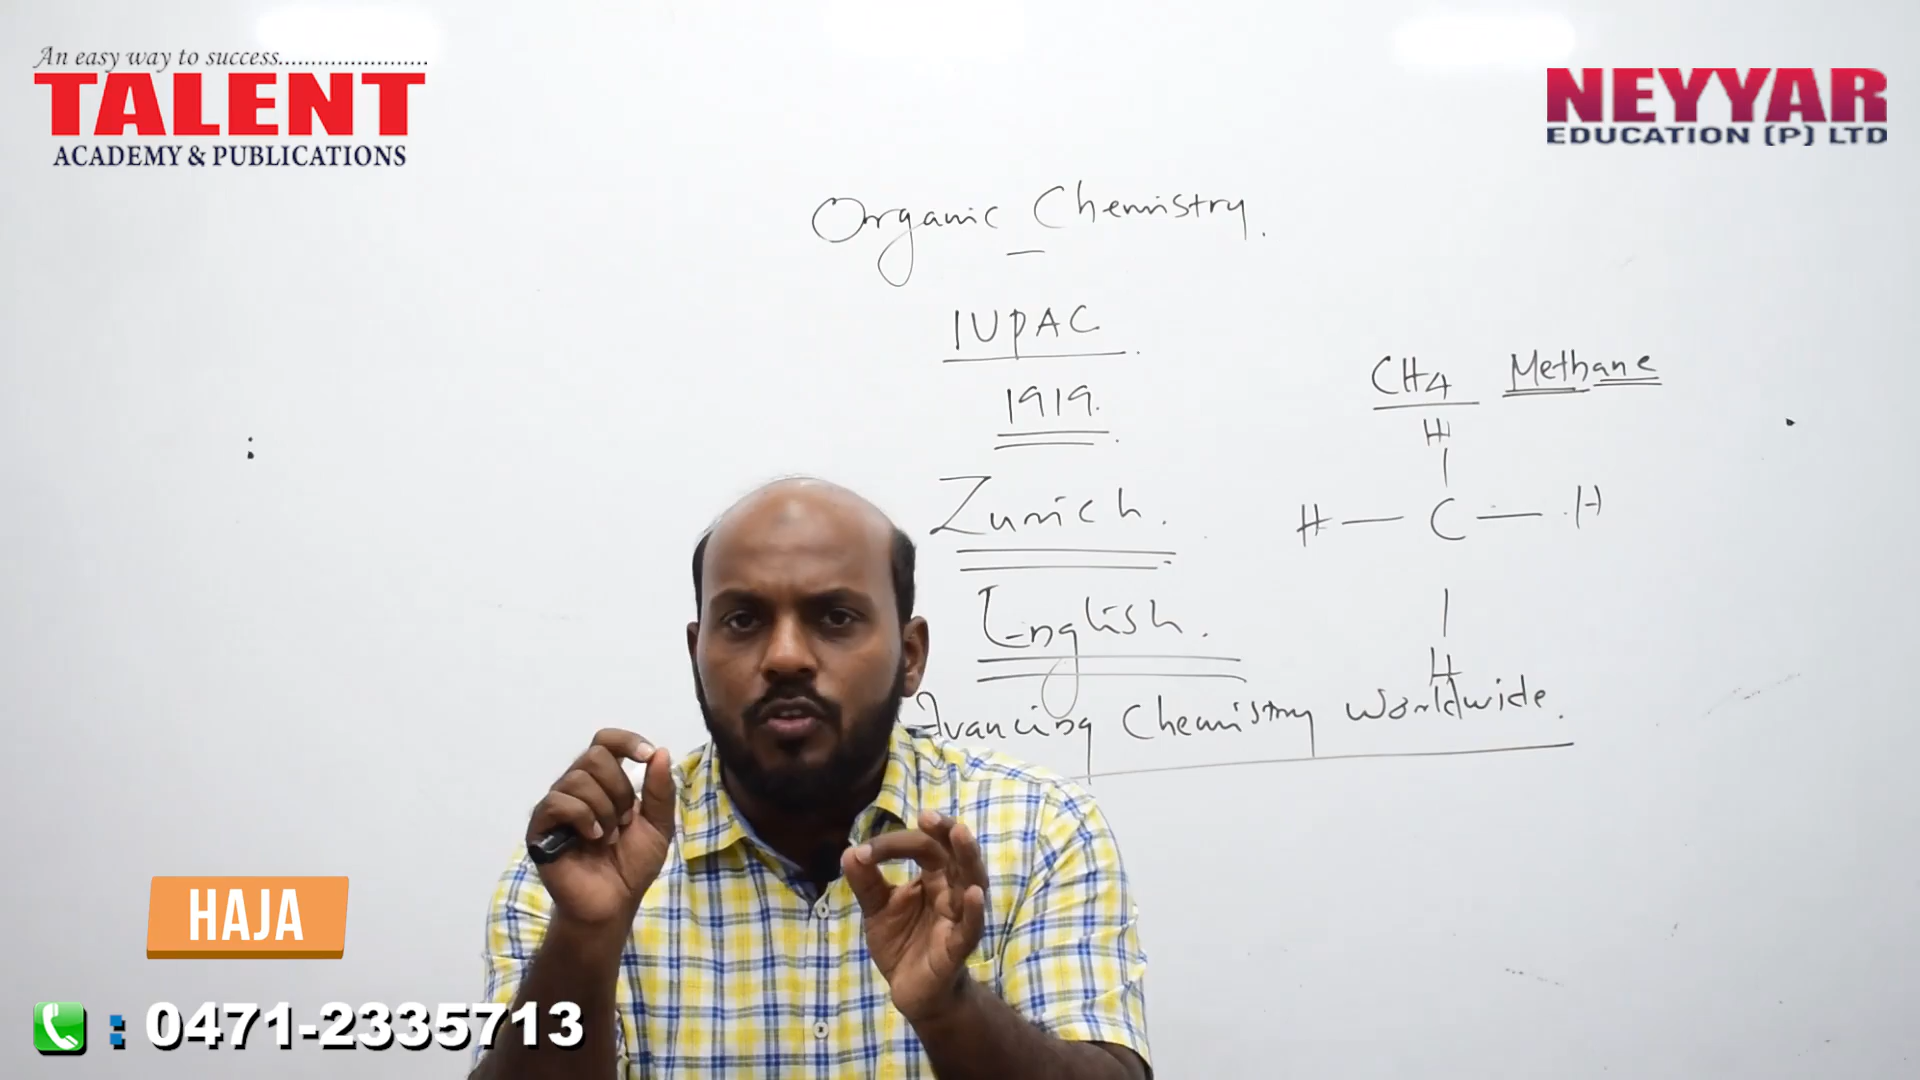 An easy way to success........................
TALENT
ACADEMY & PUBLICATIONS
NEYYAR
EDUCATION (P) LTD
Organic Chemistry.
IUPAC
1919.
Zurich.
English.
Avancing Chemistry Worldwide.
CH4 Methane
H
H — C — H
H
HAJA
: 0471-2335713